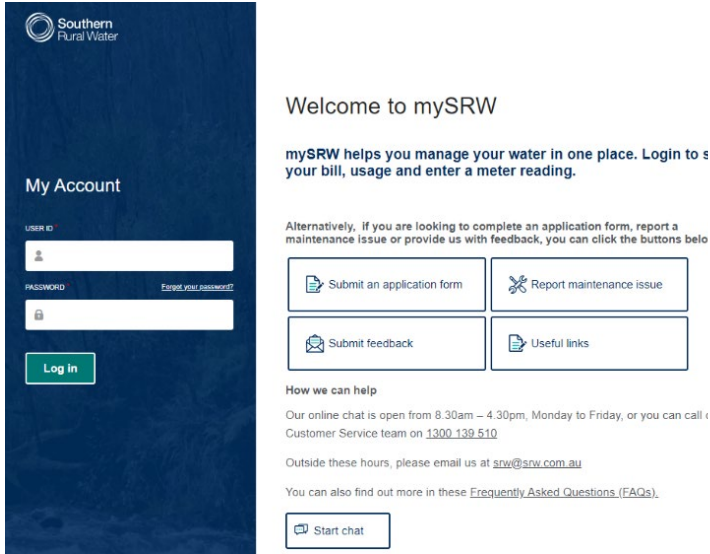 Southern
Rural Water
My Account
USER ID *
PASSWORD *
Forgot your password?
Log in
Welcome to mySRW
mySRW helps you manage your water in one place. Login to
your bill, usage and enter a meter reading.
Alternatively, if you are looking to complete an application form, report a
maintenance issue or provide us with feedback, you can click the buttons
Submit an application form
Report maintenance issue
Submit feedback
Useful links
How we can help
Our online chat is open from 8.30am – 4.30pm, Monday to Friday, or you can call
Customer Service team on 1300 139 510
Outside these hours, please email us at srw@srw.com.au
You can also find out more in these Frequently Asked Questions (FAQs).
Start chat